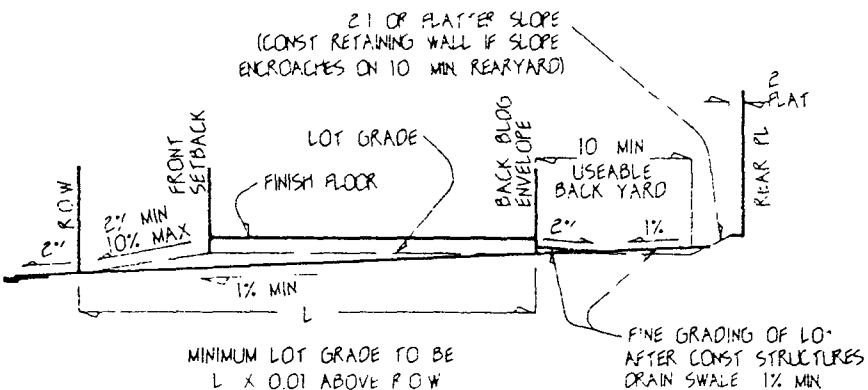 2:1 OR FLATTER SLOPE
(CONST RETAINING WALL IF SLOPE
ENCROACHES ON 10' MIN REARYARD)
2'
FLAT
REAR PL
LOT GRADE
FRONT
SETBACK
BACK BLDG
ENVELOPE
10' MIN
USEABLE
BACK YARD
FINISH FLOOR
R.O.W
2% MIN
10% MAX
2%
2%
1%
1% MIN
L
MINIMUM LOT GRADE TO BE
L X 0.01 ABOVE R.O.W
FINE GRADING OF LOT
AFTER CONST STRUCTURES
DRAIN SWALE 1% MIN